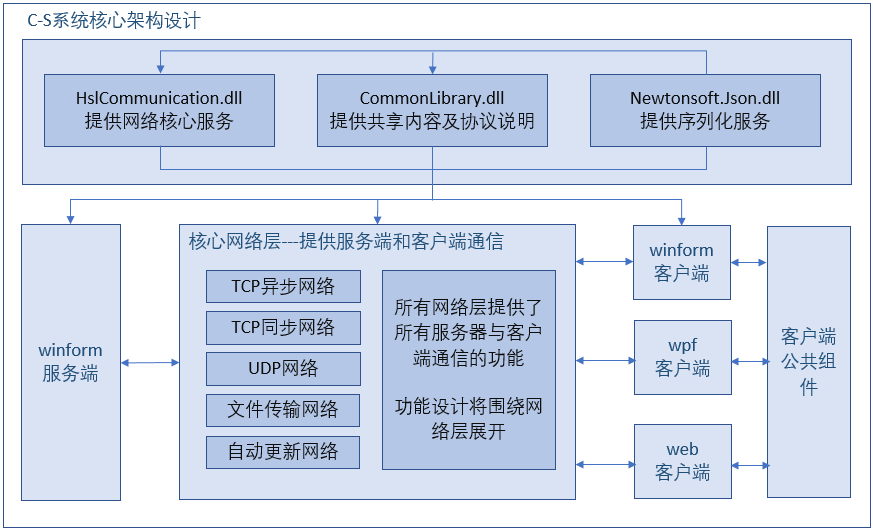 C-S系统核心架构设计
HslCommunication.dll
提供网络核心服务
CommonLibrary.dll
提供共享内容及协议说明
Newtonsoft.Json.dll
提供序列化服务
winform
服务端
核心网络层---提供服务端和客户端通信
TCP异步网络
TCP同步网络
UDP网络
文件传输网络
自动更新网络
所有网络层提供了
所有服务器与客户
端通信的功能
功能设计将围绕网
络层展开
winform
客户端
wpf
客户端
web
客户端
客户端
公共组
件